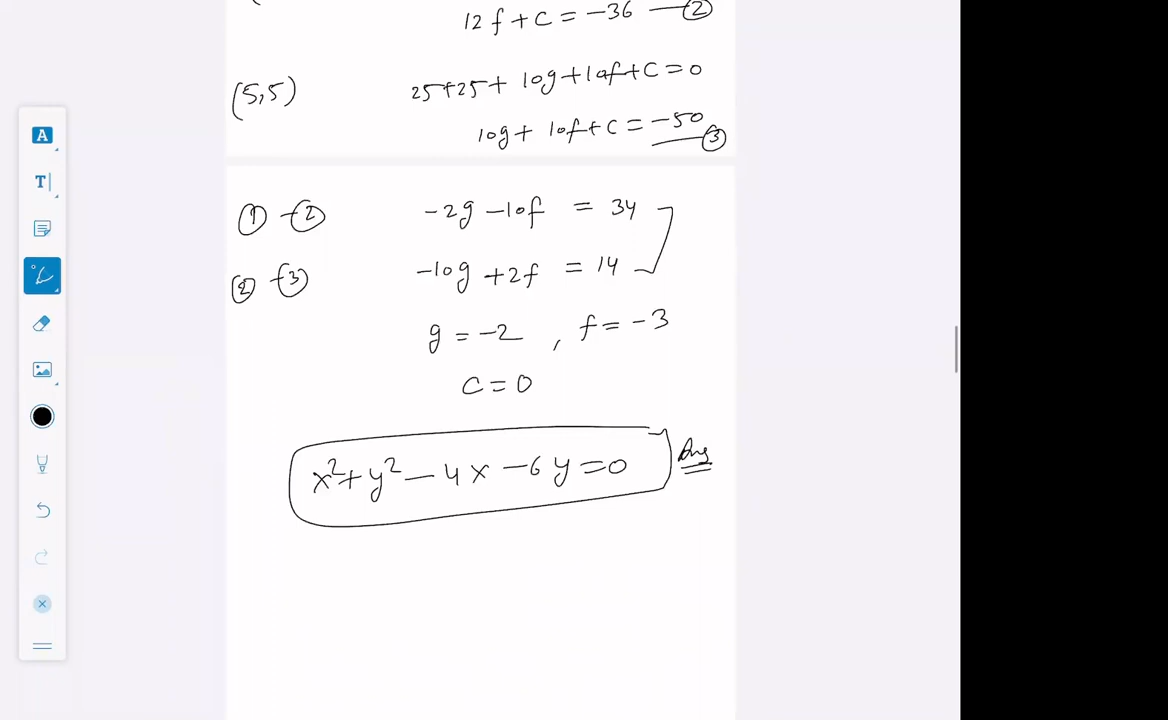 12f + C = -36 — ②
(5,5) 25+25+ 10g+10f+C=0
10g+ 10f+C = -50 ③
① - ② -2g -10f = 34
② - ③ -10g +2f = 14
g = -2 , f = -3
C = 0
x²+y² - 4x - 6y = 0 Ans
A
T